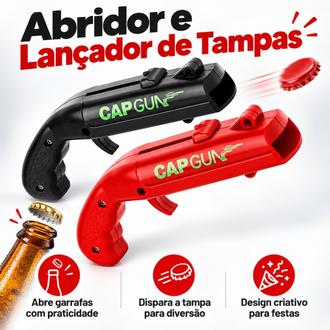 Abridor e
Lançador de Tampas
CAPGUN
CAPGUN
Abre garrafas
com praticidade
Dispara a tampa
para diversão
Design criativo
para festas